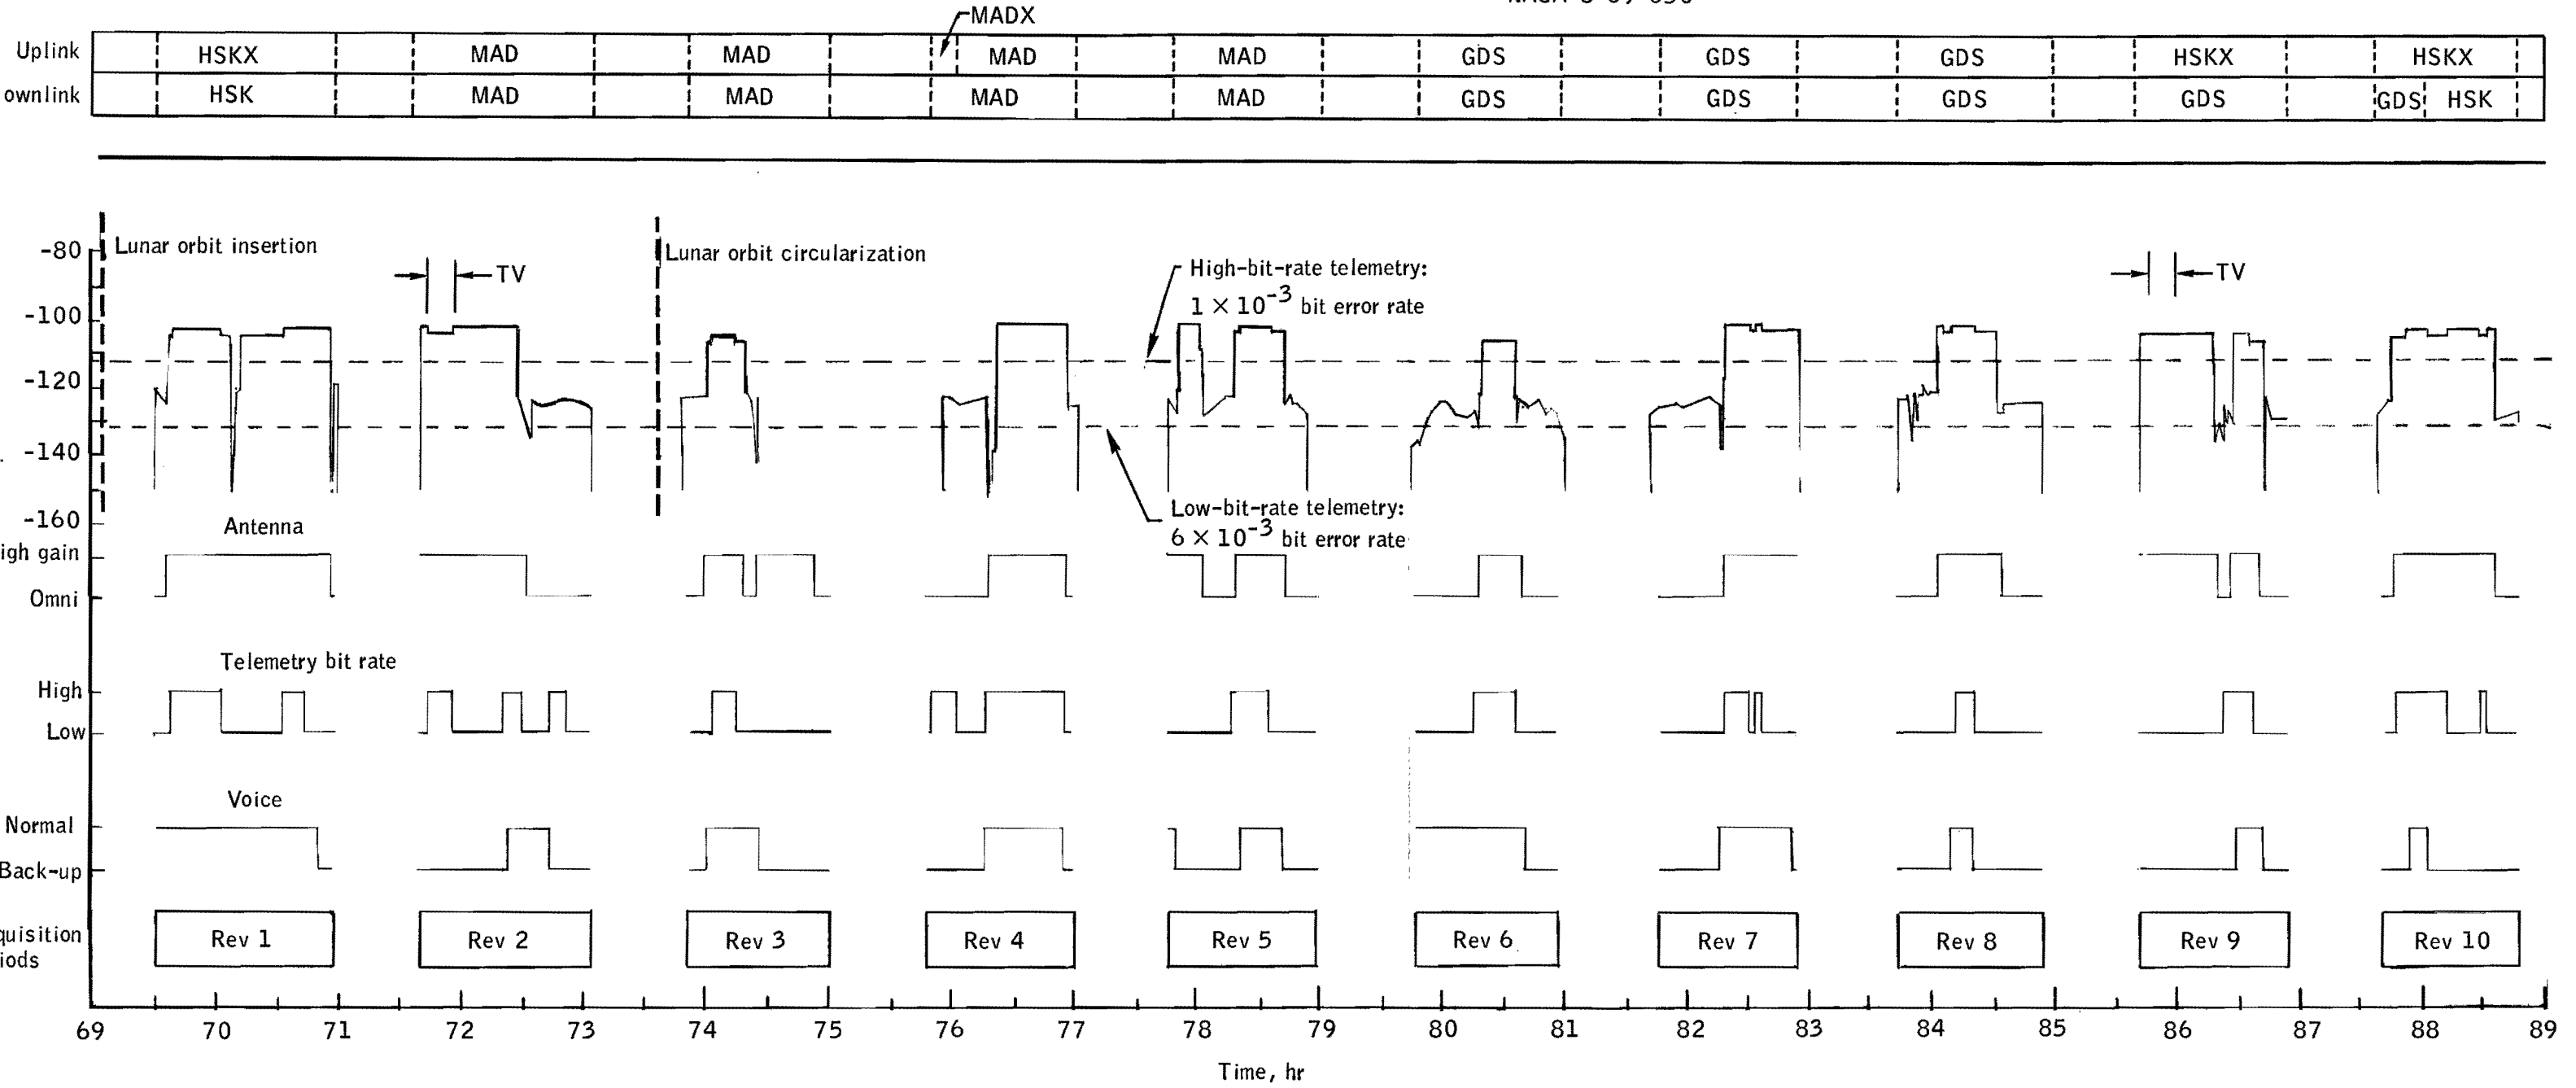 MADX
Uplink HSKX MAD MAD MAD MAD GDS GDS GDS HSKX HSKX
ownlink HSK MAD MAD MAD MAD GDS GDS GDS GDS GDS HSK
-80
Lunar orbit insertion
Lunar orbit circularization
TV
TV
High-bit-rate telemetry:
1 × 10⁻³ bit error rate
-100
-120
-140
-160
Low-bit-rate telemetry:
6 × 10⁻³ bit error rate
Antenna
igh gain
Omni
Telemetry bit rate
High
Low
Voice
Normal
Back-up
quisition
iods
Rev 1 Rev 2 Rev 3 Rev 4 Rev 5 Rev 6 Rev 7 Rev 8 Rev 9 Rev 10
69 70 71 72 73 74 75 76 77 78 79 80 81 82 83 84 85 86 87 88 89
Time, hr